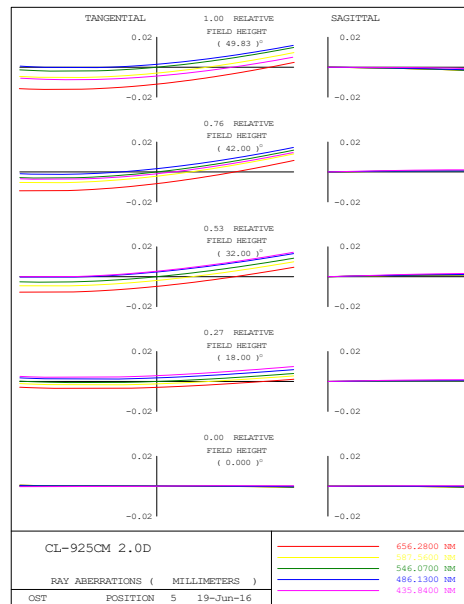 TANGENTIAL 1.00 RELATIVE SAGITTAL
FIELD HEIGHT
( 49.83 )°
0.02 0.02
-0.02 -0.02
0.76 RELATIVE
FIELD HEIGHT
( 42.00 )°
0.02 0.02
-0.02 -0.02
0.53 RELATIVE
FIELD HEIGHT
( 32.00 )°
0.02 0.02
-0.02 -0.02
0.27 RELATIVE
FIELD HEIGHT
( 18.00 )°
0.02 0.02
-0.02 -0.02
0.00 RELATIVE
FIELD HEIGHT
( 0.000 )°
0.02 0.02
-0.02 -0.02
CL-925CM 2.0D
RAY ABERRATIONS ( MILLIMETERS )
OST POSITION 5 19-Jun-16
656.2800 NM
NM
546.0700 NM
486.1300 NM
435.8400 NM